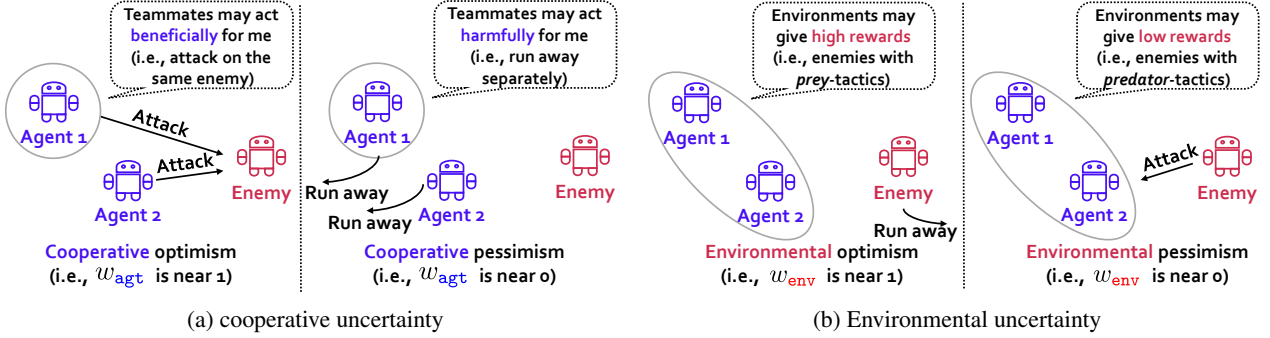 Teammates may act
beneficially for me
(i.e., attack on the
same enemy)
Agent 1
Attack
Attack
Agent 2
Enemy
Cooperative optimism
(i.e., w_agt is near 1)
Teammates may act
harmfully for me
(i.e., run away
separately)
Agent 1
Run away
Run away
Agent 2
Enemy
Cooperative pessimism
(i.e., w_agt is near 0)
(a) cooperative uncertainty
Environments may
give high rewards
(i.e., enemies with
prey-tactics)
Agent 1
Agent 2
Enemy
Run away
Environmental optimism
(i.e., w_env is near 1)
Environments may
give low rewards
(i.e., enemies with
predator-tactics)
Agent 1
Attack
Agent 2
Enemy
Environmental pessimism
(i.e., w_env is near 0)
(b) Environmental uncertainty